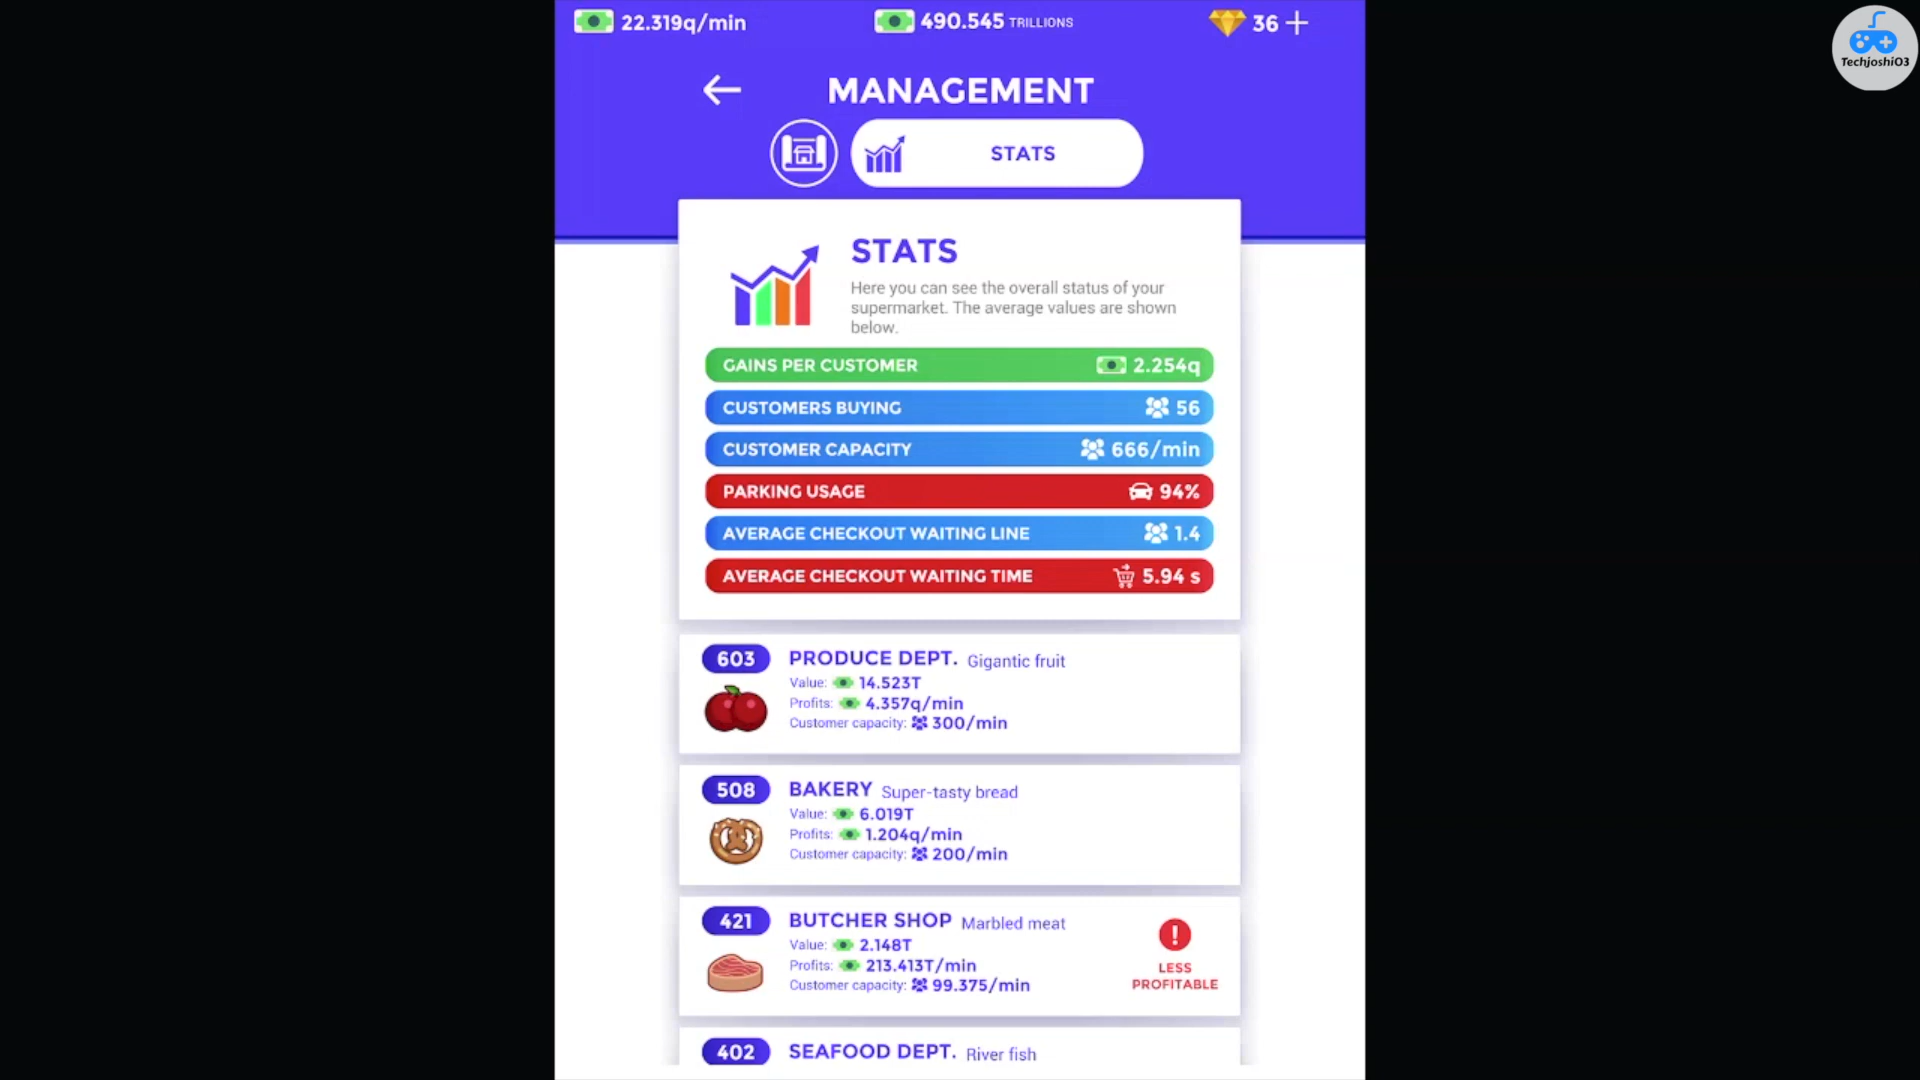 22.319q/min
490.545 TRILLIONS
36
Techjoshi03
MANAGEMENT
STATS
STATS
Here you can see the overall status of your
supermarket. The average values are shown
below.
GAINS PER CUSTOMER 2.254q
CUSTOMERS BUYING 56
CUSTOMER CAPACITY 666/min
PARKING USAGE 94%
AVERAGE CHECKOUT WAITING LINE 1.4
AVERAGE CHECKOUT WAITING TIME 5.94 s
603 PRODUCE DEPT. Gigantic fruit
Value: 14.523T
Profits: 4.357q/min
Customer capacity: 300/min
508 BAKERY Super-tasty bread
Value: 6.019T
Profits: 1.204q/min
Customer capacity: 200/min
421 BUTCHER SHOP Marbled meat
Value: 2.148T
Profits: 213.413T/min
Customer capacity: 99.375/min
LESS
PROFITABLE
402 SEAFOOD DEPT. River fish